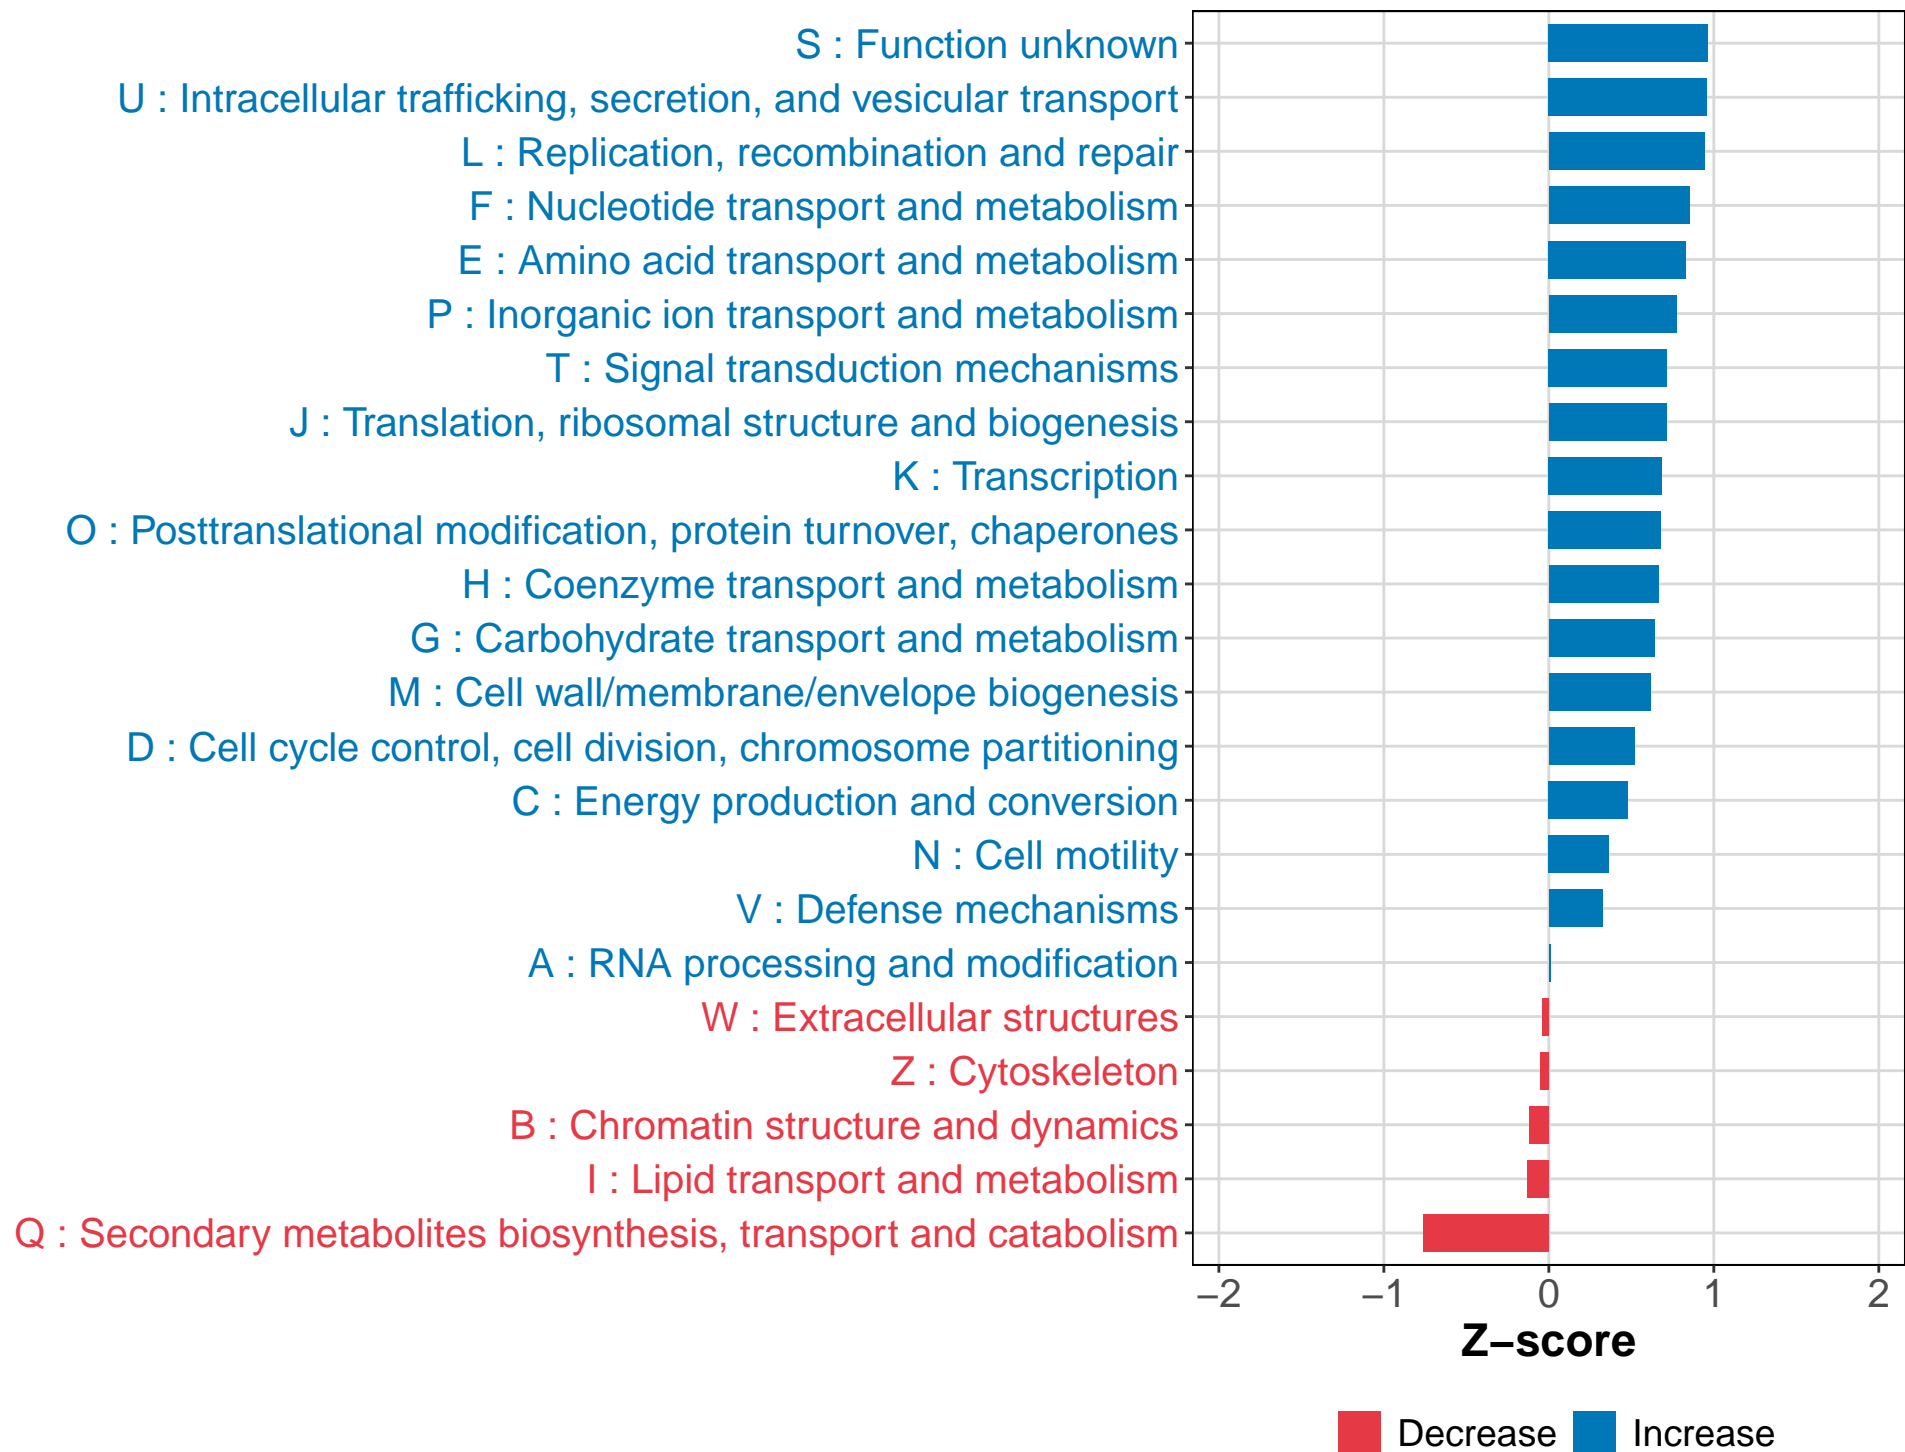 S : Function unknown
U : Intracellular trafficking, secretion, and vesicular transport
L : Replication, recombination and repair
F : Nucleotide transport and metabolism
E : Amino acid transport and metabolism
P : Inorganic ion transport and metabolism
T : Signal transduction mechanisms
J : Translation, ribosomal structure and biogenesis
K : Transcription
O : Posttranslational modification, protein turnover, chaperones
H : Coenzyme transport and metabolism
G : Carbohydrate transport and metabolism
M : Cell wall/membrane/envelope biogenesis
D : Cell cycle control, cell division, chromosome partitioning
C : Energy production and conversion
N : Cell motility
V : Defense mechanisms
A : RNA processing and modification
W : Extracellular structures
Z : Cytoskeleton
B : Chromatin structure and dynamics
I : Lipid transport and metabolism
Q : Secondary metabolites biosynthesis, transport and catabolism
−2 −1 0 1 2
Z−score
Decrease Increase